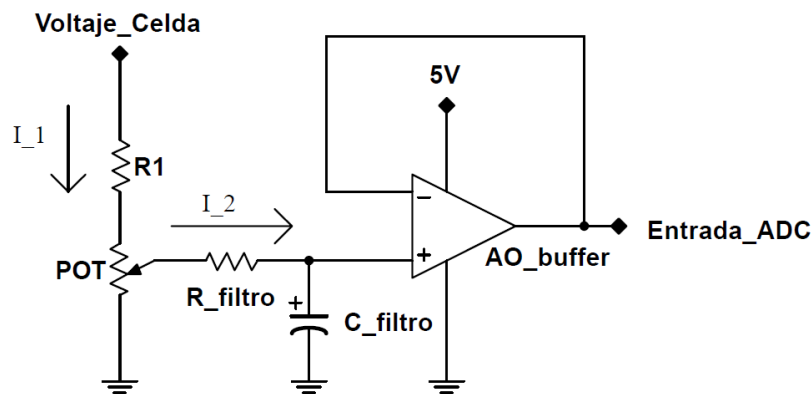 Voltaje_Celda
5V
I_1
R1
I_2
−
+
Entrada_ADC
POT
AO_buffer
R_filtro
+
C_filtro